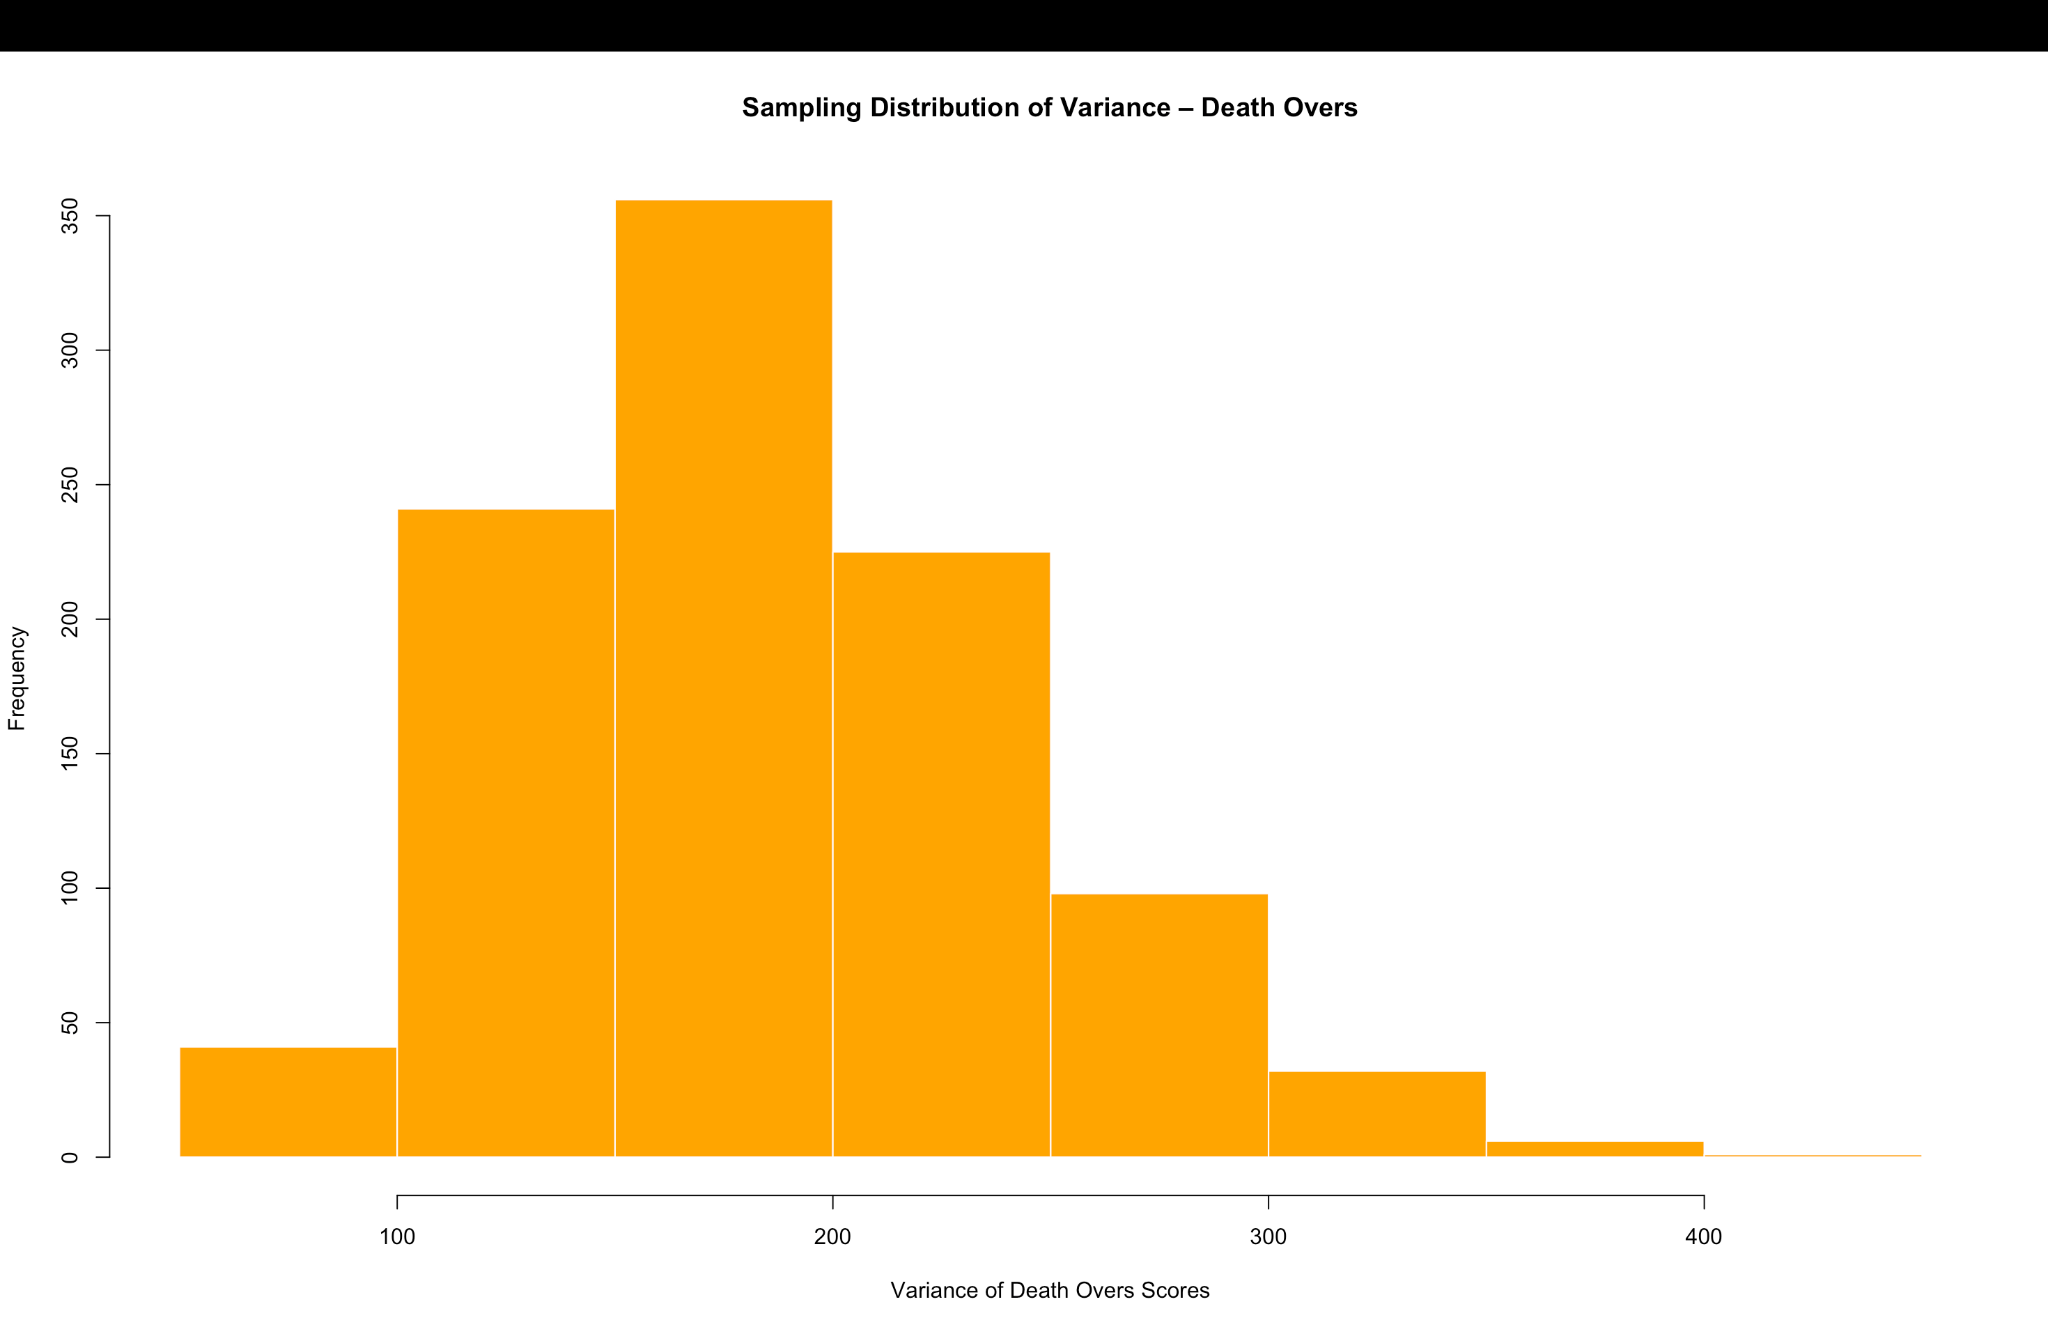 Sampling Distribution of Variance – Death Overs
350
300
250
200
150
100
50
0
Frequency
100 200 300 400
Variance of Death Overs Scores